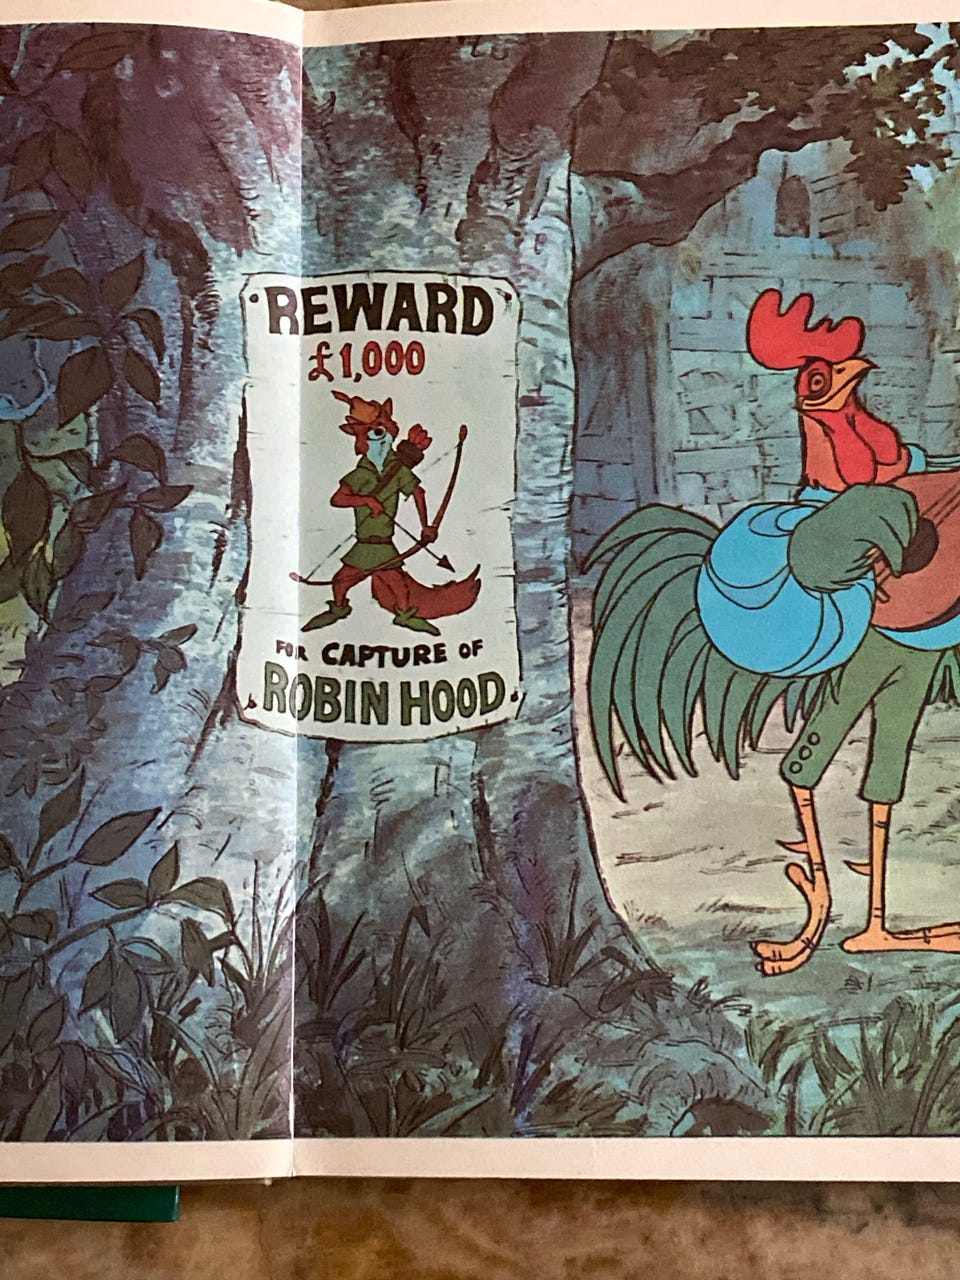 REWARD
£1,000
FOR CAPTURE OF
ROBIN HOOD